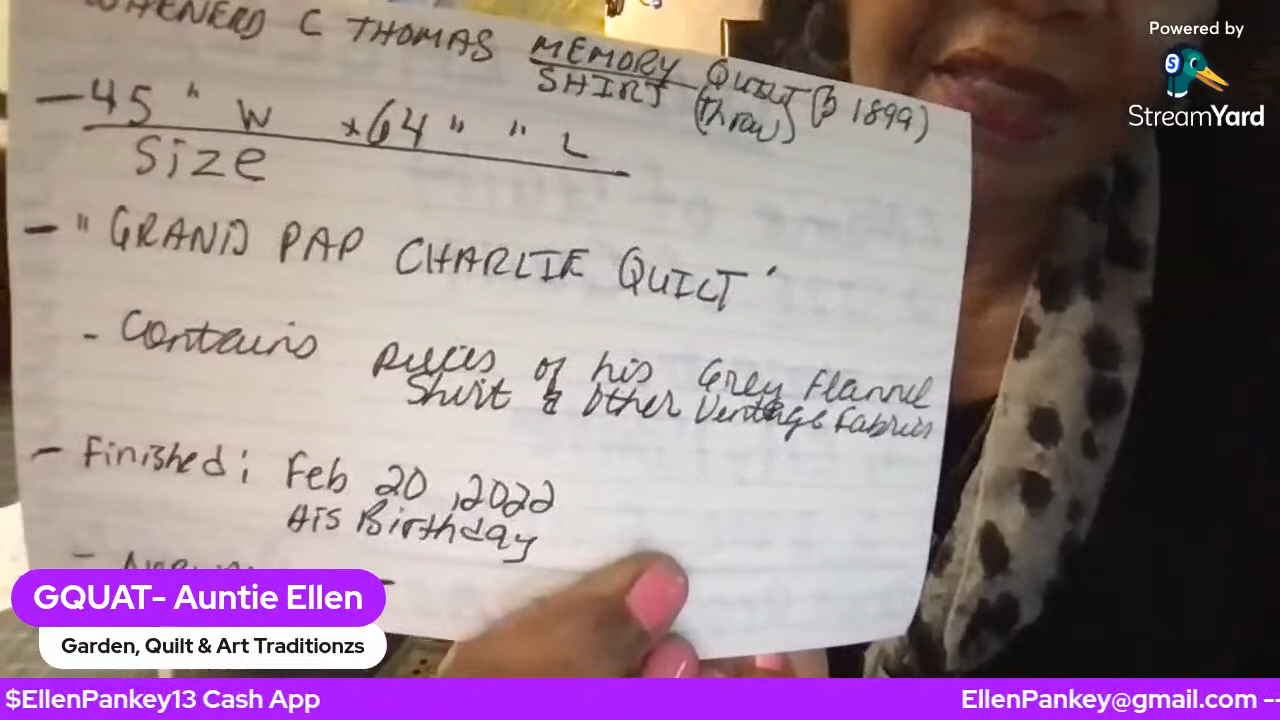 C THOMAS MEMORY QUILT (B 1899)
SHIRT (throw)
- 45 " W x 64 " " L
Size
- " GRAND PAP CHARLIE QUILT '
- Contains pieces of his Grey Flannel
Shirt & other Vintage Fabrics
- Finished: Feb 20, 2022
His Birthday
Powered by
StreamYard
GQUAT- Auntie Ellen
Garden, Quilt & Art Traditionzs
$EllenPankey13 Cash App
EllenPankey@gmail.com --